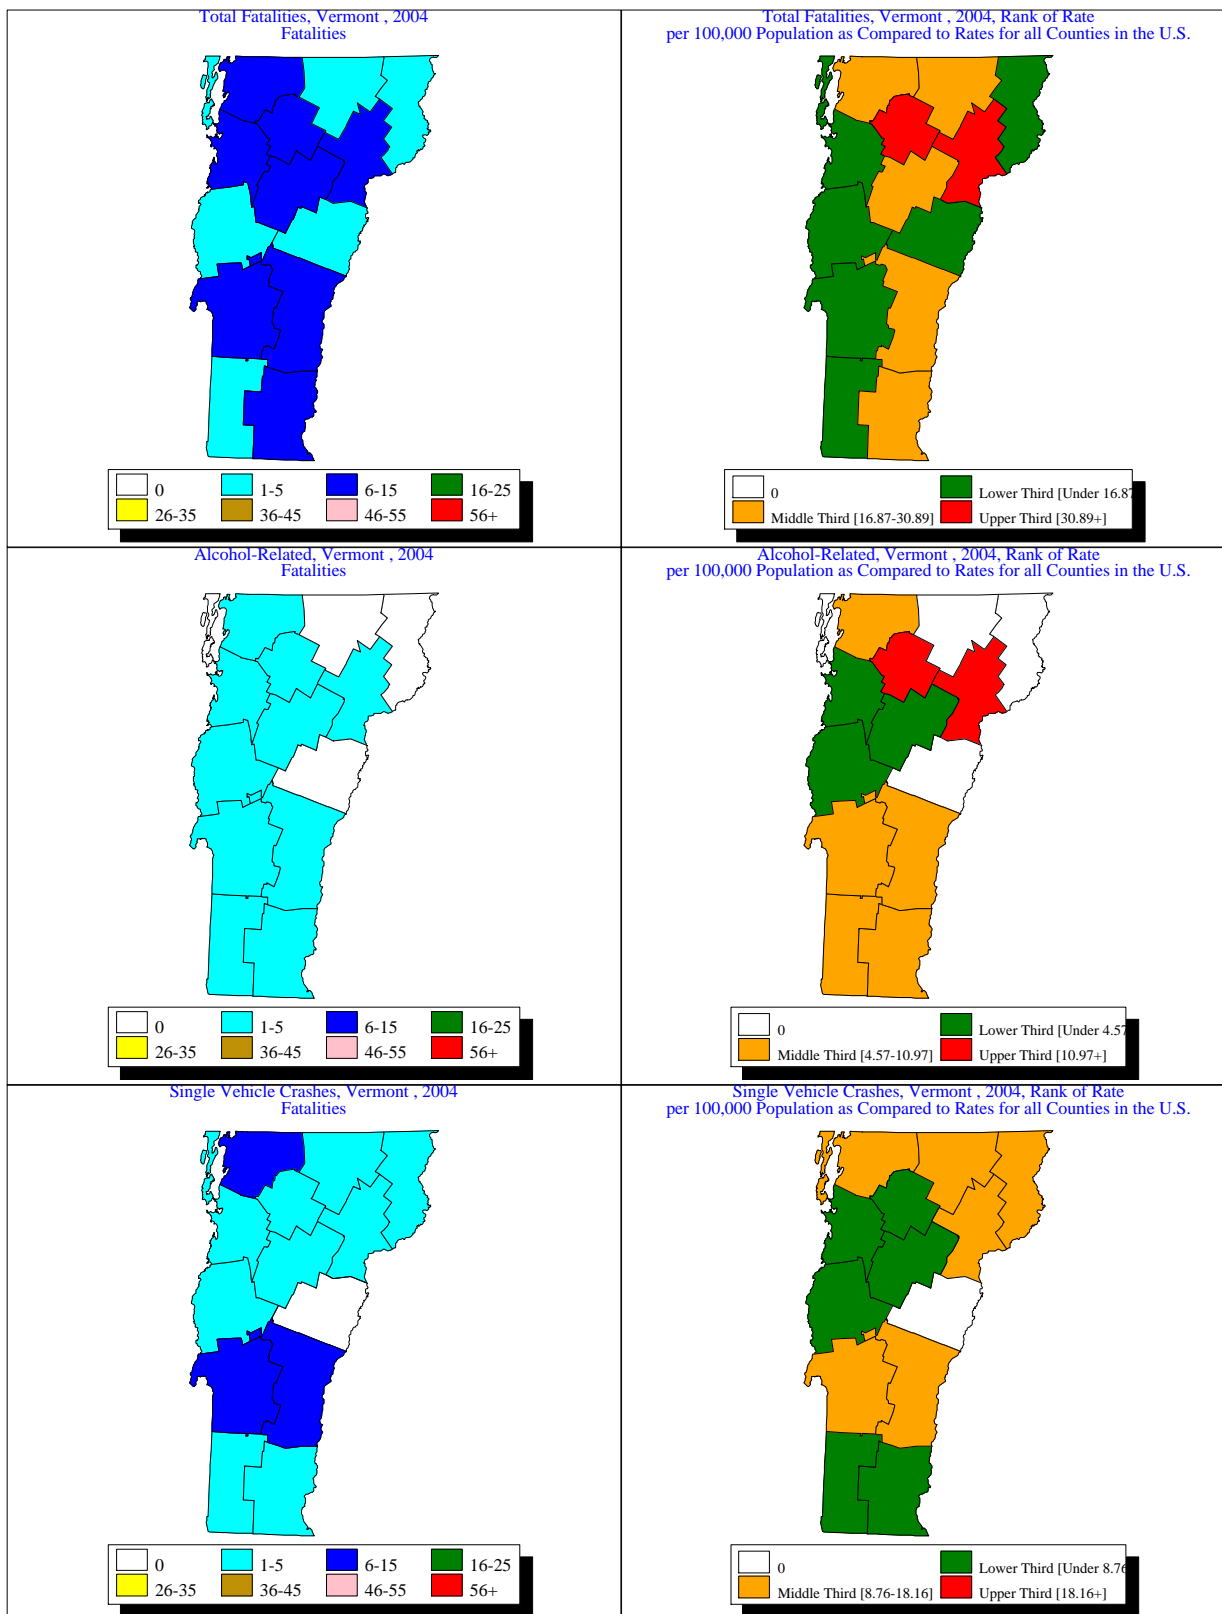 Total Fatalities, Vermont , 2004
Fatalities
0 1-5 6-15 16-25
26-35 36-45 46-55 56+
Total Fatalities, Vermont , 2004, Rank of Rate
per 100,000 Population as Compared to Rates for all Counties in the U.S.
0 Lower Third [Under 16.87
Middle Third [16.87-30.89] Upper Third [30.89+]
Alcohol-Related, Vermont , 2004
Fatalities
0 1-5 6-15 16-25
26-35 36-45 46-55 56+
Alcohol-Related, Vermont , 2004, Rank of Rate
per 100,000 Population as Compared to Rates for all Counties in the U.S.
0 Lower Third [Under 4.57
Middle Third [4.57-10.97] Upper Third [10.97+]
Single Vehicle Crashes, Vermont , 2004
Fatalities
0 1-5 6-15 16-25
26-35 36-45 46-55 56+
Single Vehicle Crashes, Vermont , 2004, Rank of Rate
per 100,000 Population as Compared to Rates for all Counties in the U.S.
0 Lower Third [Under 8.76
Middle Third [8.76-18.16] Upper Third [18.16+]